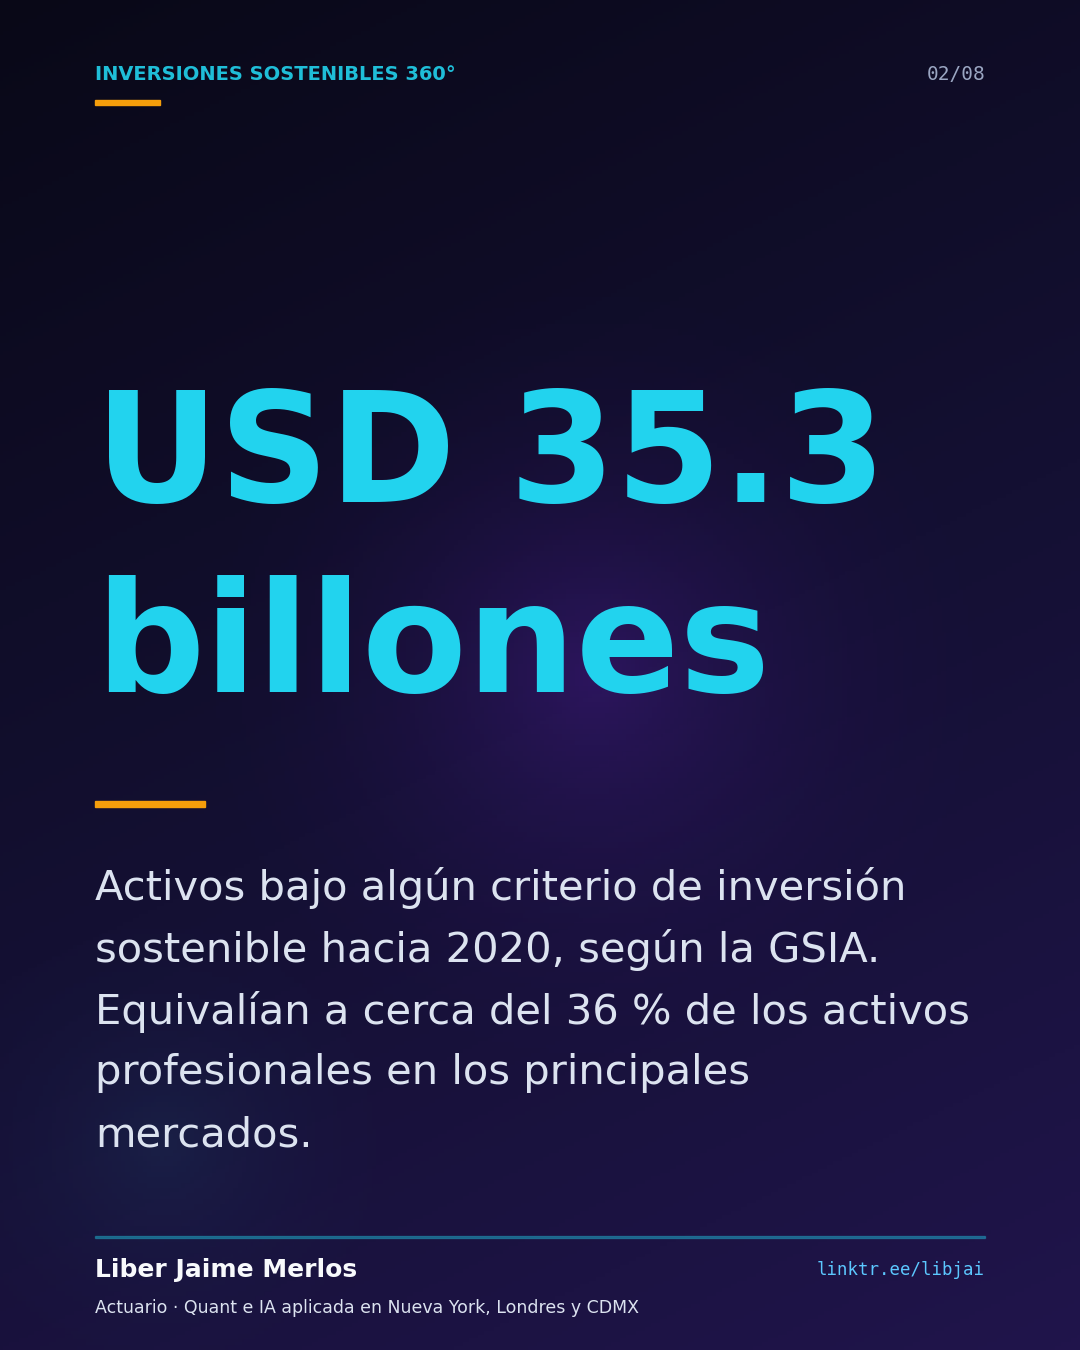 INVERSIONES SOSTENIBLES 360°
02/08
USD 35.3
billones
Activos bajo algún criterio de inversión
sostenible hacia 2020, según la GSIA.
Equivalían a cerca del 36 % de los activos
profesionales en los principales
mercados.
Liber Jaime Merlos
linktr.ee/libjai
Actuario · Quant e IA aplicada en Nueva York, Londres y CDMX